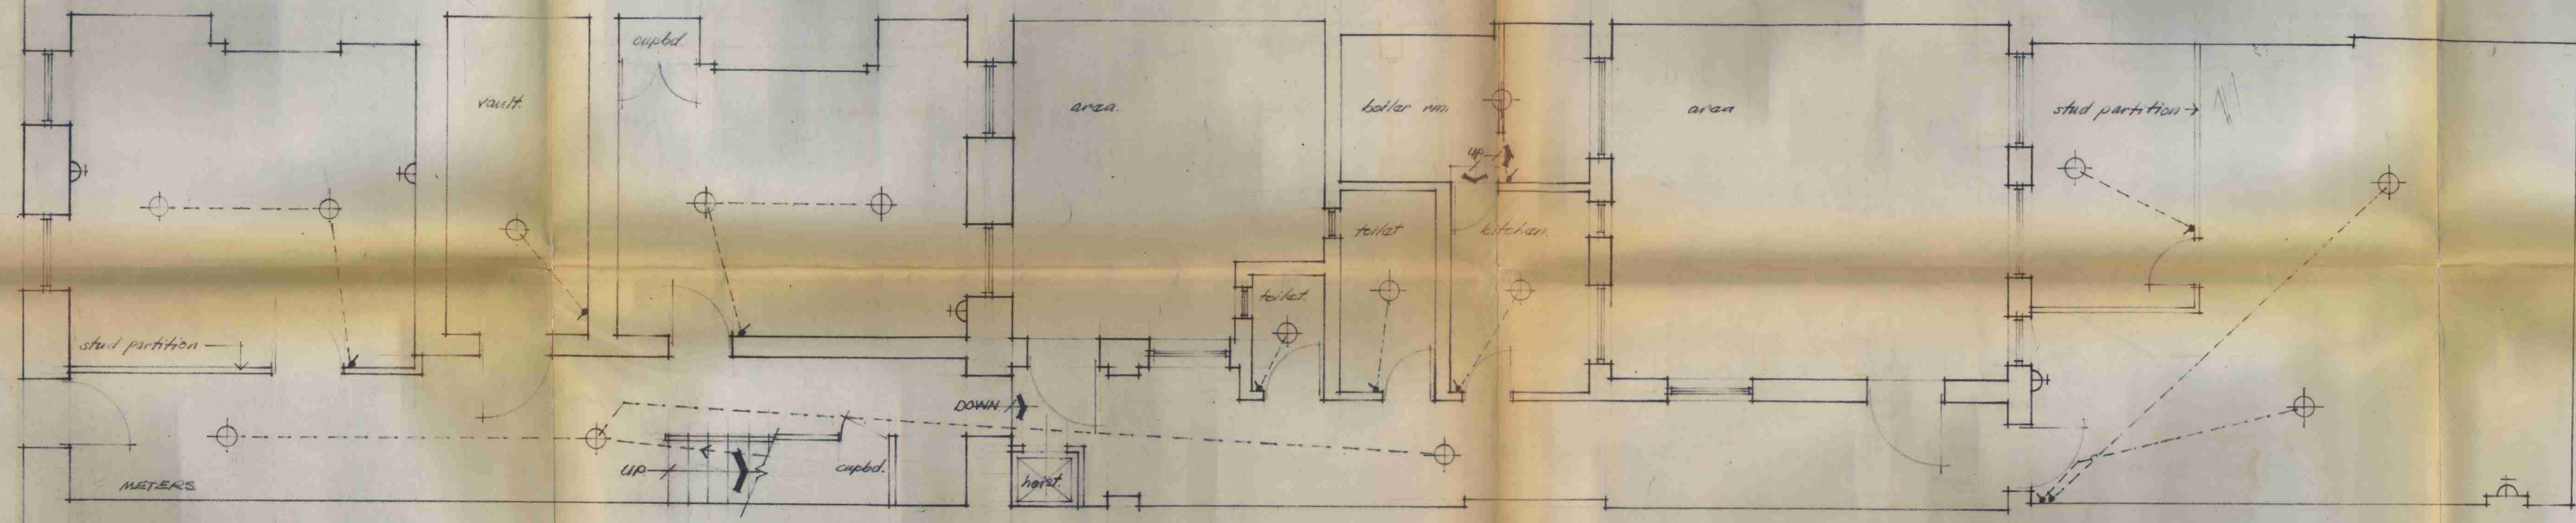 cupbd.
vault.
area.
boiler rm.
area
stud partition
up
toilet
kitchen.
toilet.
stud partition
DOWN
up
cupbd.
hoist.
METERS